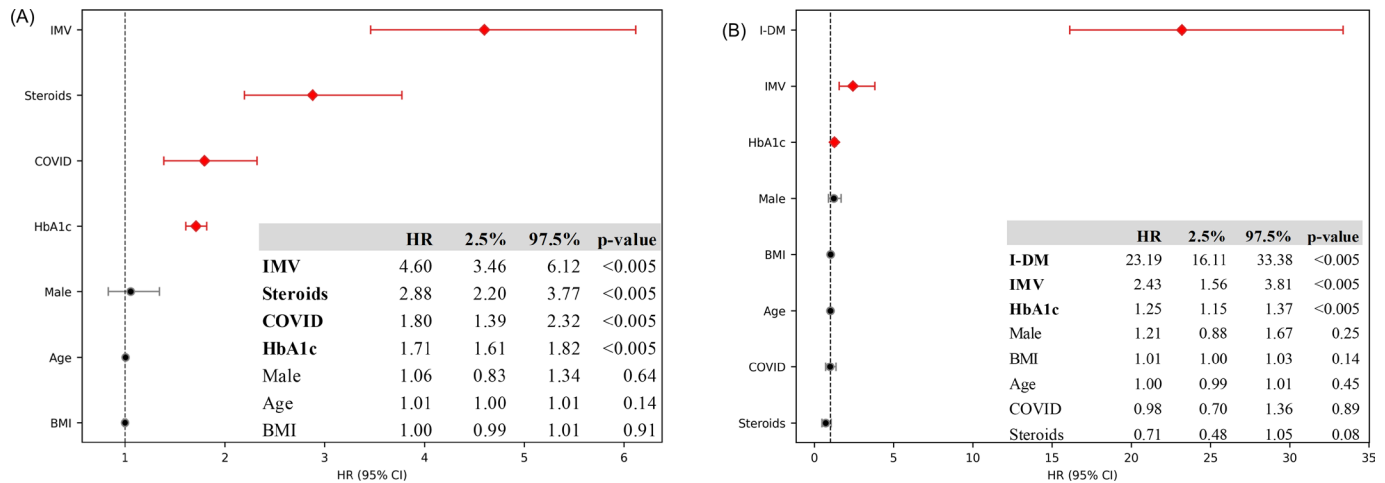 (A)
IMV
Steroids
COVID
HbA1c
Male
Age
BMI
HR 2.5% 97.5% p-value
IMV 4.60 3.46 6.12 <0.005
Steroids 2.88 2.20 3.77 <0.005
COVID 1.80 1.39 2.32 <0.005
HbA1c 1.71 1.61 1.82 <0.005
Male 1.06 0.83 1.34 0.64
Age 1.01 1.00 1.01 0.14
BMI 1.00 0.99 1.01 0.91
1 2 3 4 5 6
HR (95% CI)
(B)
I-DM
IMV
HbA1c
Male
BMI
Age
COVID
Steroids
HR 2.5% 97.5% p-value
I-DM 23.19 16.11 33.38 <0.005
IMV 2.43 1.56 3.81 <0.005
HbA1c 1.25 1.15 1.37 <0.005
Male 1.21 0.88 1.67 0.25
BMI 1.01 1.00 1.03 0.14
Age 1.00 0.99 1.01 0.45
COVID 0.98 0.70 1.36 0.89
Steroids 0.71 0.48 1.05 0.08
0 5 10 15 20 25 30 35
HR (95% CI)